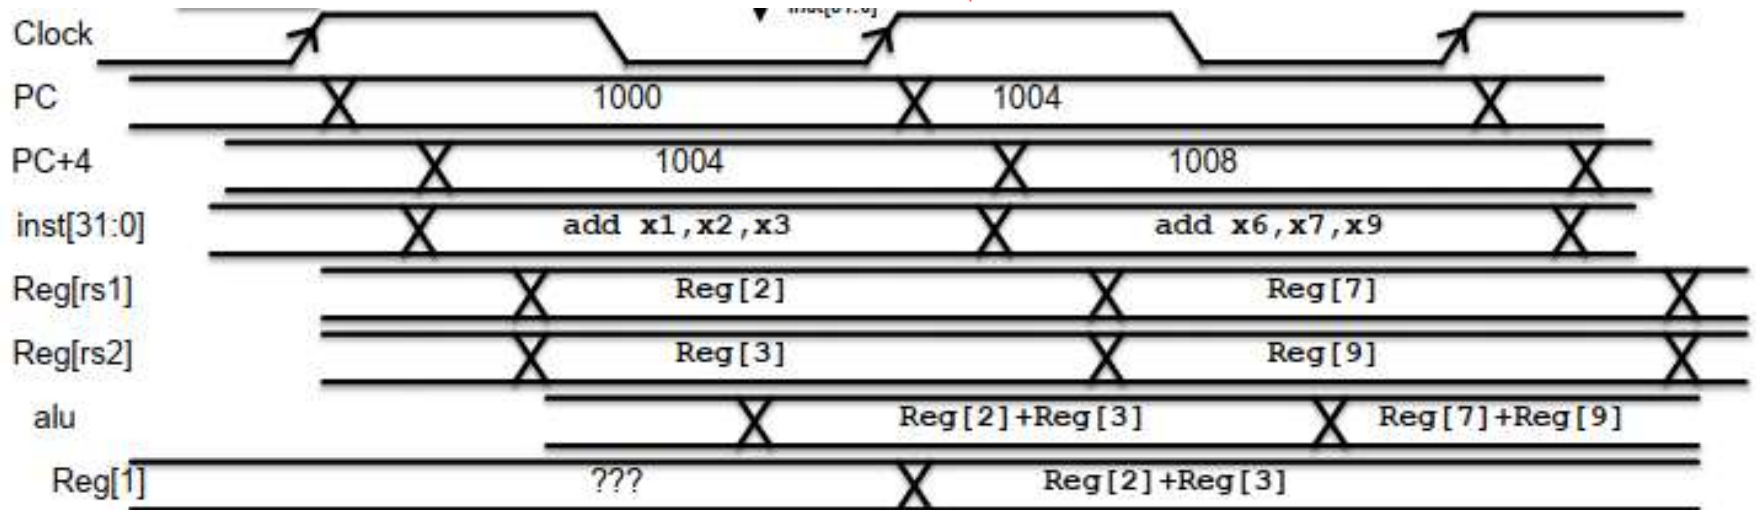 Clock
PC 1000 1004
PC+4 1004 1008
inst[31:0] add x1,x2,x3 add x6,x7,x9
Reg[rs1] Reg[2] Reg[7]
Reg[rs2] Reg[3] Reg[9]
alu Reg[2]+Reg[3] Reg[7]+Reg[9]
Reg[1] ??? Reg[2]+Reg[3]